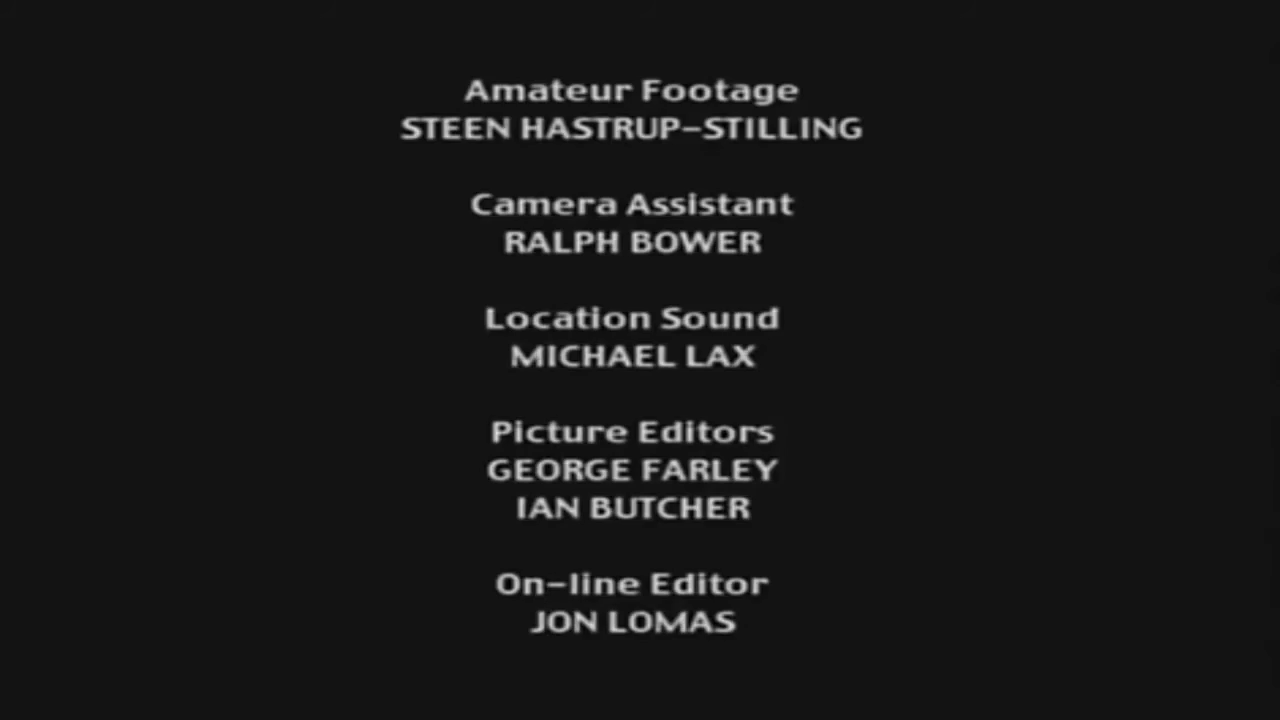 Amateur Footage
STEEN HASTRUP-STILLING
Camera Assistant
RALPH BOWER
Location Sound
MICHAEL LAX
Picture Editors
GEORGE FARLEY
IAN BUTCHER
On-line Editor
JON LOMAS